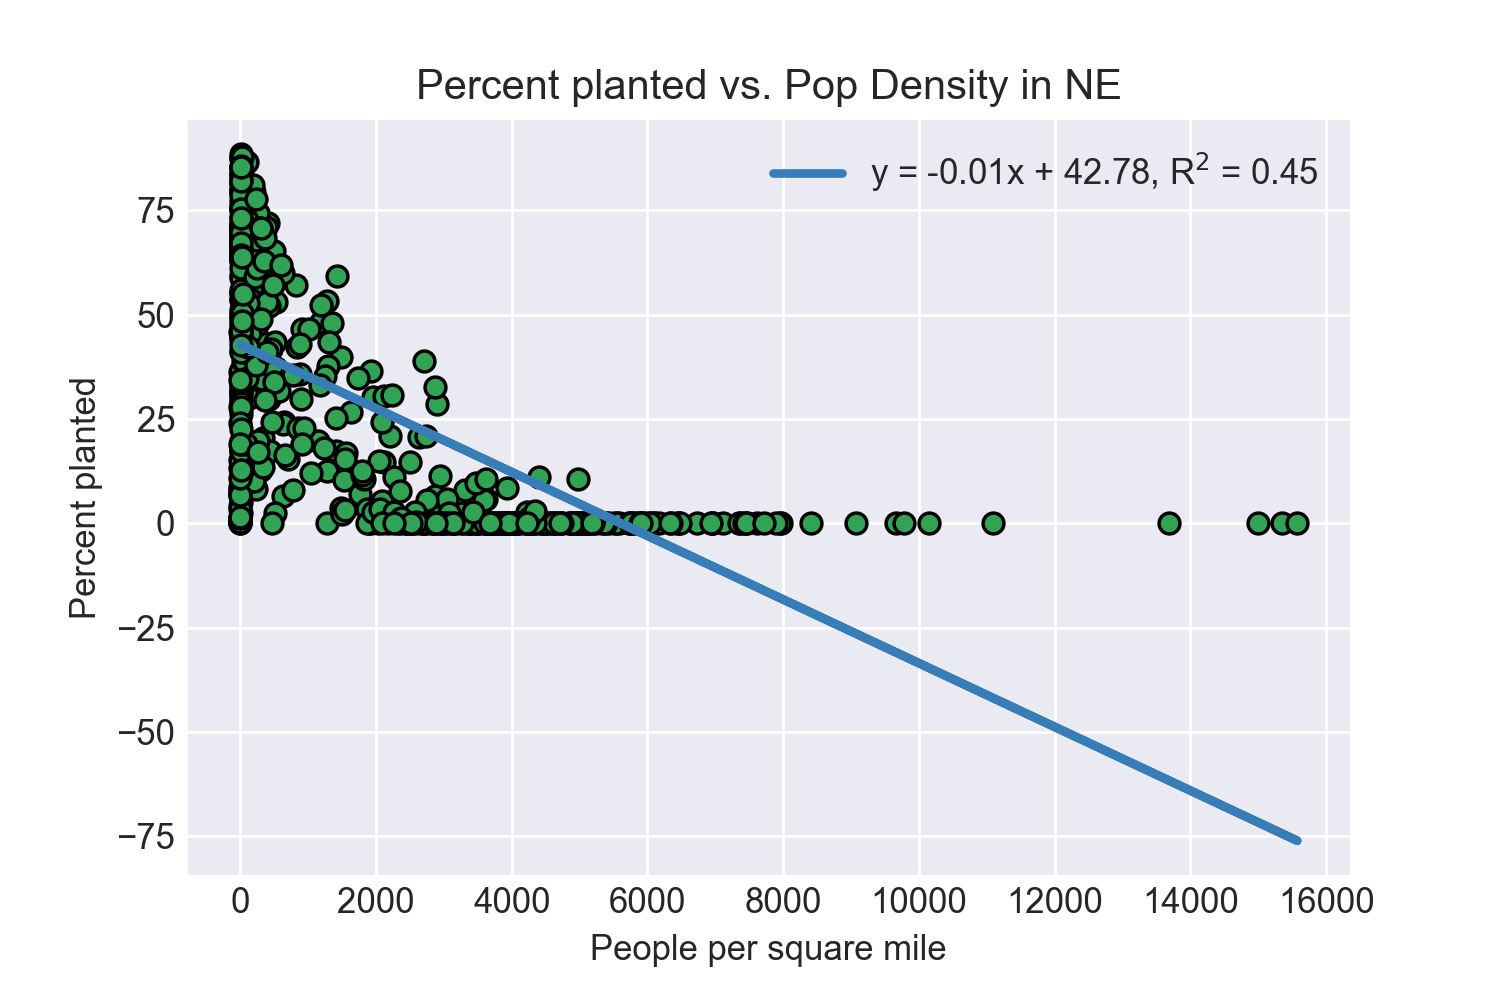 Percent planted vs. Pop Density in NE
y = -0.01x + 42.78, R² = 0.45
Percent planted
75
50
25
0
−25
−50
−75
0 2000 4000 6000 8000 10000 12000 14000 16000
People per square mile